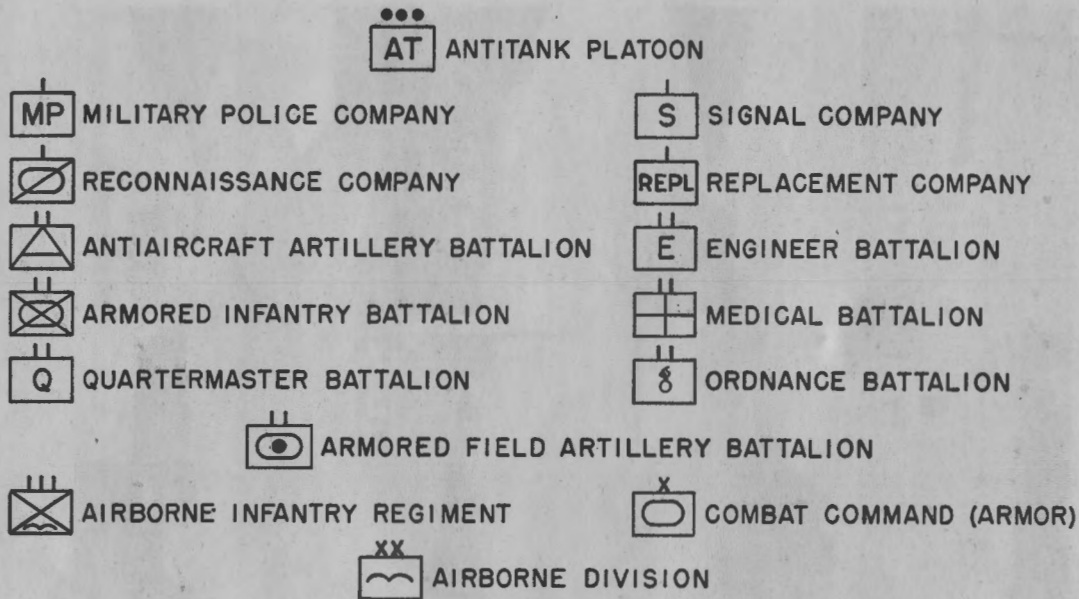 AT ANTITANK PLATOON
MP MILITARY POLICE COMPANY
S SIGNAL COMPANY
RECONNAISSANCE COMPANY
REPL REPLACEMENT COMPANY
ANTIAIRCRAFT ARTILLERY BATTALION
E ENGINEER BATTALION
ARMORED INFANTRY BATTALION
MEDICAL BATTALION
Q QUARTERMASTER BATTALION
ORDNANCE BATTALION
ARMORED FIELD ARTILLERY BATTALION
AIRBORNE INFANTRY REGIMENT
X COMBAT COMMAND (ARMOR)
XX AIRBORNE DIVISION